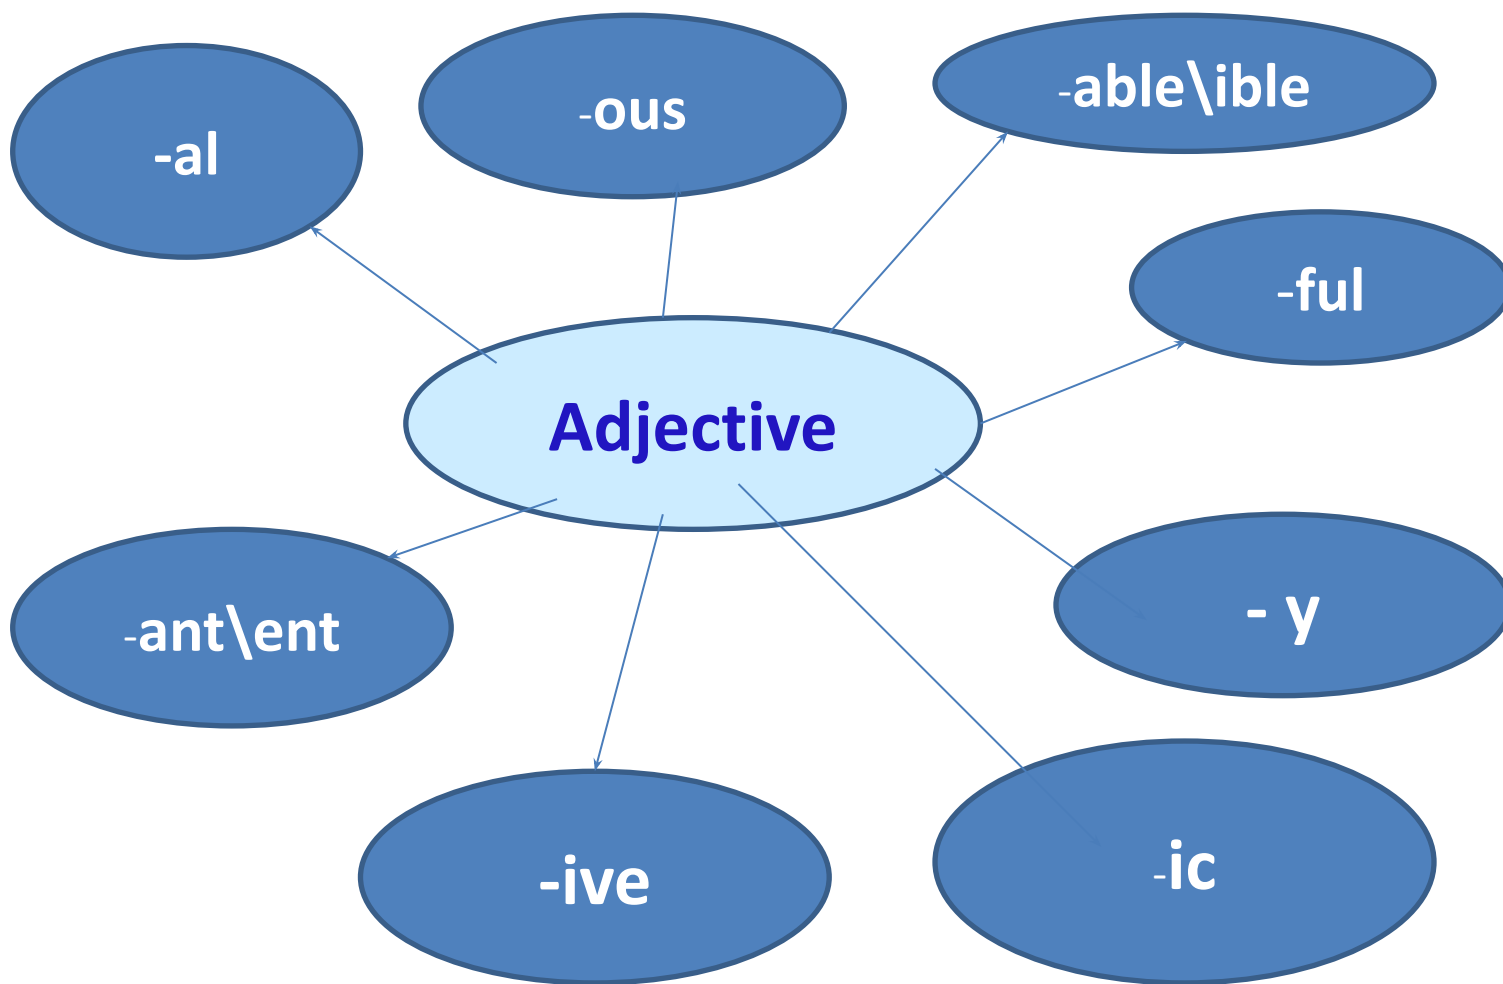 -al
-ous
-able\ible
-ful
Adjective
-ant\ent
- y
-ive
-ic